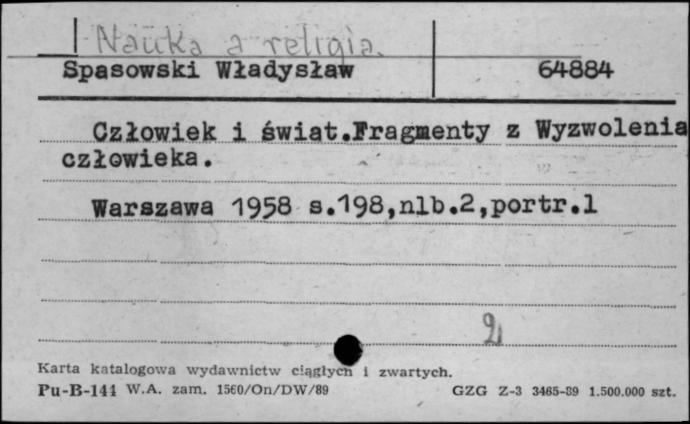 Nauka a religia.
Spasowski Władysław 64884
Człowiek i świat.Fragmenty z Wyzwolenia
człowieka.
Warszawa 1958 s.198,nlb.2,portr.1
2
Karta katalogowa wydawnictw ciągłych i zwartych.
Pu-B-144 W.A. zam. 1560/On/DW/89 GZG Z-3 3465-89 1.500.000 szt.